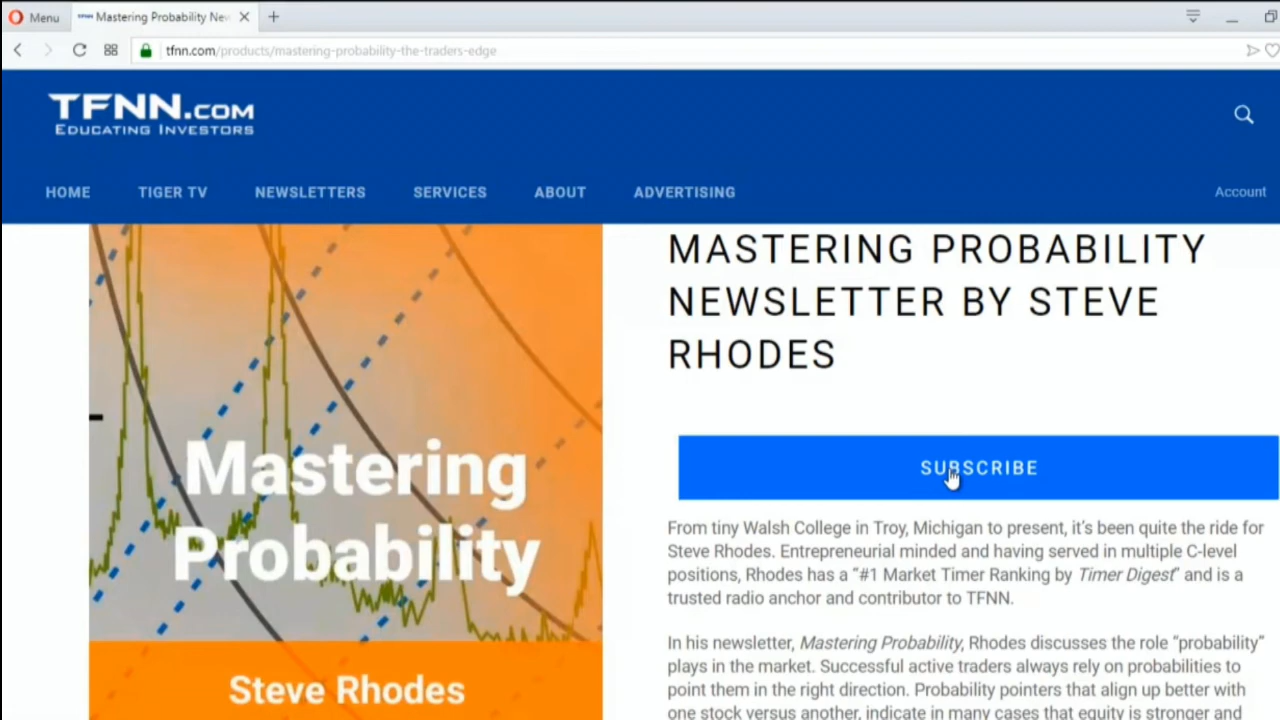 Menu
Mastering Probability New
tfnn.com/products/mastering-probability-the-traders-edge
TFNN.COM
EDUCATING INVESTORS
HOME TIGER TV NEWSLETTERS SERVICES ABOUT ADVERTISING Account
MASTERING PROBABILITY
NEWSLETTER BY STEVE
RHODES
Mastering
Probability
Steve Rhodes
SUBSCRIBE
From tiny Walsh College in Troy, Michigan to present, it's been quite the ride for
Steve Rhodes. Entrepreneurial minded and having served in multiple C-level
positions, Rhodes has a “#1 Market Timer Ranking by Timer Digest” and is a
trusted radio anchor and contributor to TFNN.
In his newsletter, Mastering Probability, Rhodes discusses the role “probability”
plays in the market. Successful active traders always rely on probabilities to
point them in the right direction. Probability pointers that align up better with
one stock versus another, indicate in many cases that equity is stronger and